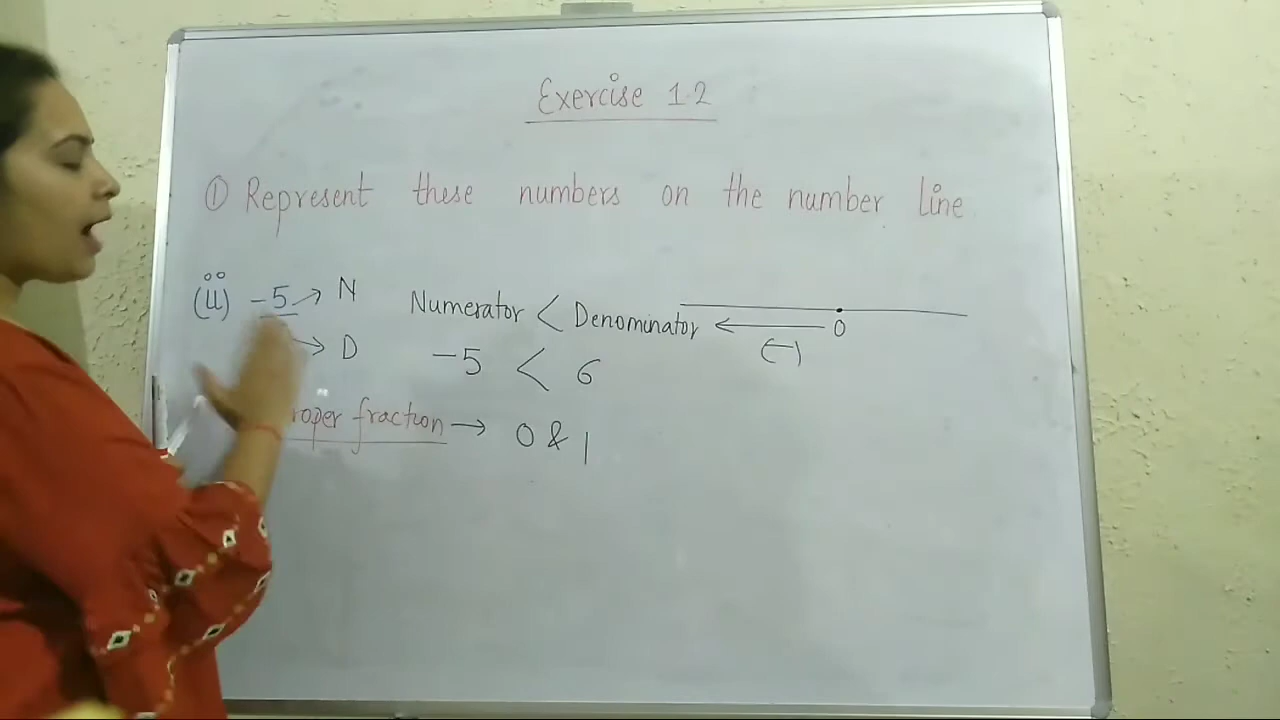 Exercise 1.2
① Represent these numbers on the number line
(ii) -5 → N
→ D
Numerator < Denominator
-5 < 6
← 0
(-)
roper fraction → 0 & 1